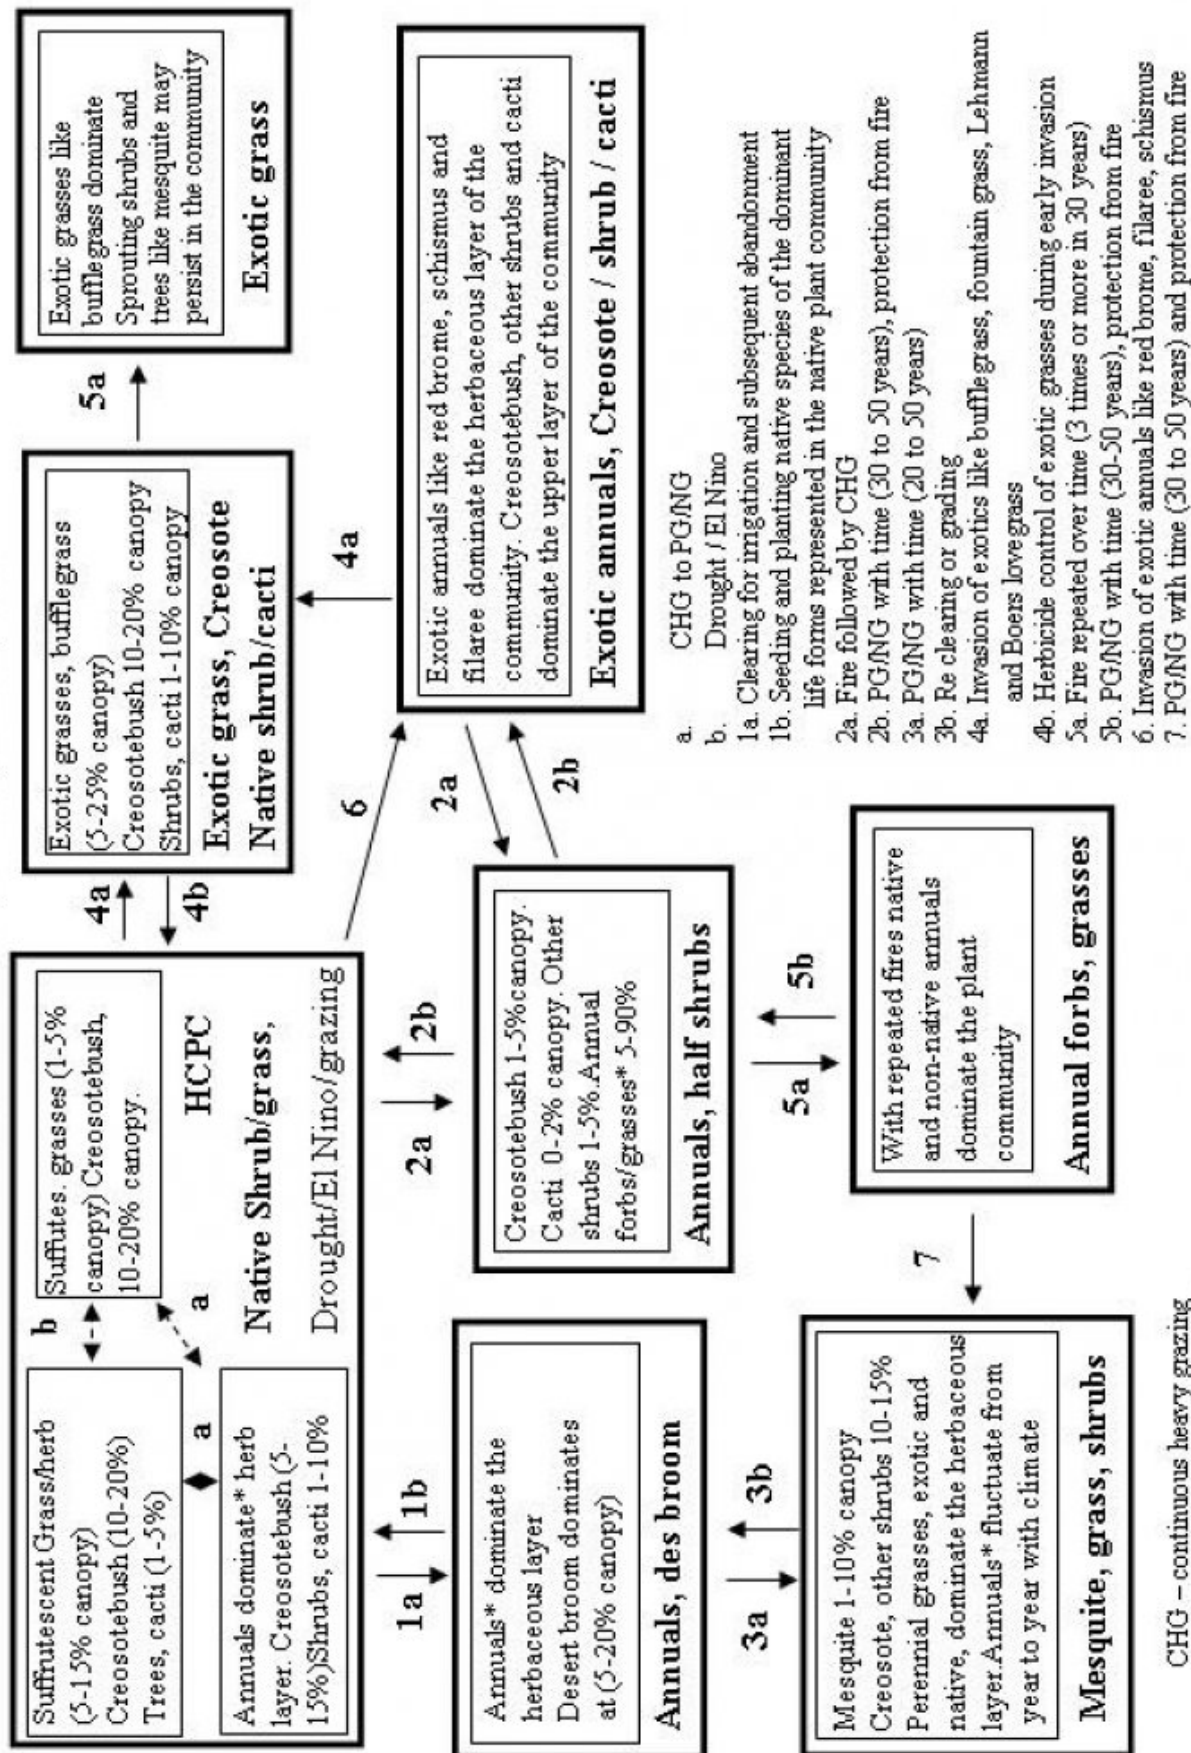 Suffrutescent Grass/herb
(5-15% canopy)
Creosotebush (10-20%)
Trees, cacti (1-5%)
b
Suffutes. grasses (1-5%
canopy) Creosotebush,
10-20% canopy.
a
a
Annuals dominate* herb
layer. Creosotebush (5-
15%)Shrubs, cacti 1-10%
HCPC
Native Shrub/grass,
Drought/El Nino/grazing
4a
4b
Exotic grasses, bufflegrass
(5-25% canopy)
Creosotebush 10-20% canopy
Shrubs, cacti 1-10% canopy
Exotic grass, Creosote
Native shrub/cacti
5a
Exotic grasses like
bufflegrass dominate
Sprouting shrubs and
trees like mesquite may
persist in the community
Exotic grass
1a
1b
2a
2b
6
4a
Annuals* dominate the
herbaceous layer
Desert broom dominates
at (5-20% canopy)
Annuals, des broom
Creosotebush 1-5%canopy.
Cacti 0-2% canopy. Other
shrubs 1-5%.Annual
forbs/grasses* 5-90%
Annuals, half shrubs
2a
2b
Exotic annuals like red brome, schismus and
filaree dominate the herbaceous layer of the
community. Creosotebush, other shrubs and cacti
dominate the upper layer of the community
Exotic annuals, Creosote / shrub / cacti
3a
3b
5a
5b
Mesquite 1-10% canopy
Creosote, other shrubs 10-15%
Perennial grasses, exotic and
native, dominate the herbaceous
layer.Annuals* fluctuate from
year to year with climate
Mesquite, grass, shrubs
7
With repeated fires native
and non-native annuals
dominate the plant
community
Annual forbs, grasses
a. CHG to PG/NG
b. Drought / El Nino
1a. Clearing for irrigation and subsequent abandonment
1b. Seeding and planting native species of the dominant
life forms represented in the native plant community
2a. Fire followed by CHG
2b. PG/NG with time (30 to 50 years), protection from fire
3a. PG/NG with time (20 to 50 years)
3b. Re clearing or grading
4a. Invasion of exotics like bufflegrass, fountain grass, Lehmann
and Boers lovegrass
4b. Herbicide control of exotic grasses during early invasion
5a. Fire repeated over time (3 times or more in 30 years)
5b. PG/NG with time (30-50 years), protection from fire
6. Invasion of exotic annuals like red brome, filaree, schismus
7. PG/NG with time (30 to 50 years) and protection from fire
CHG – continuous heavy grazing